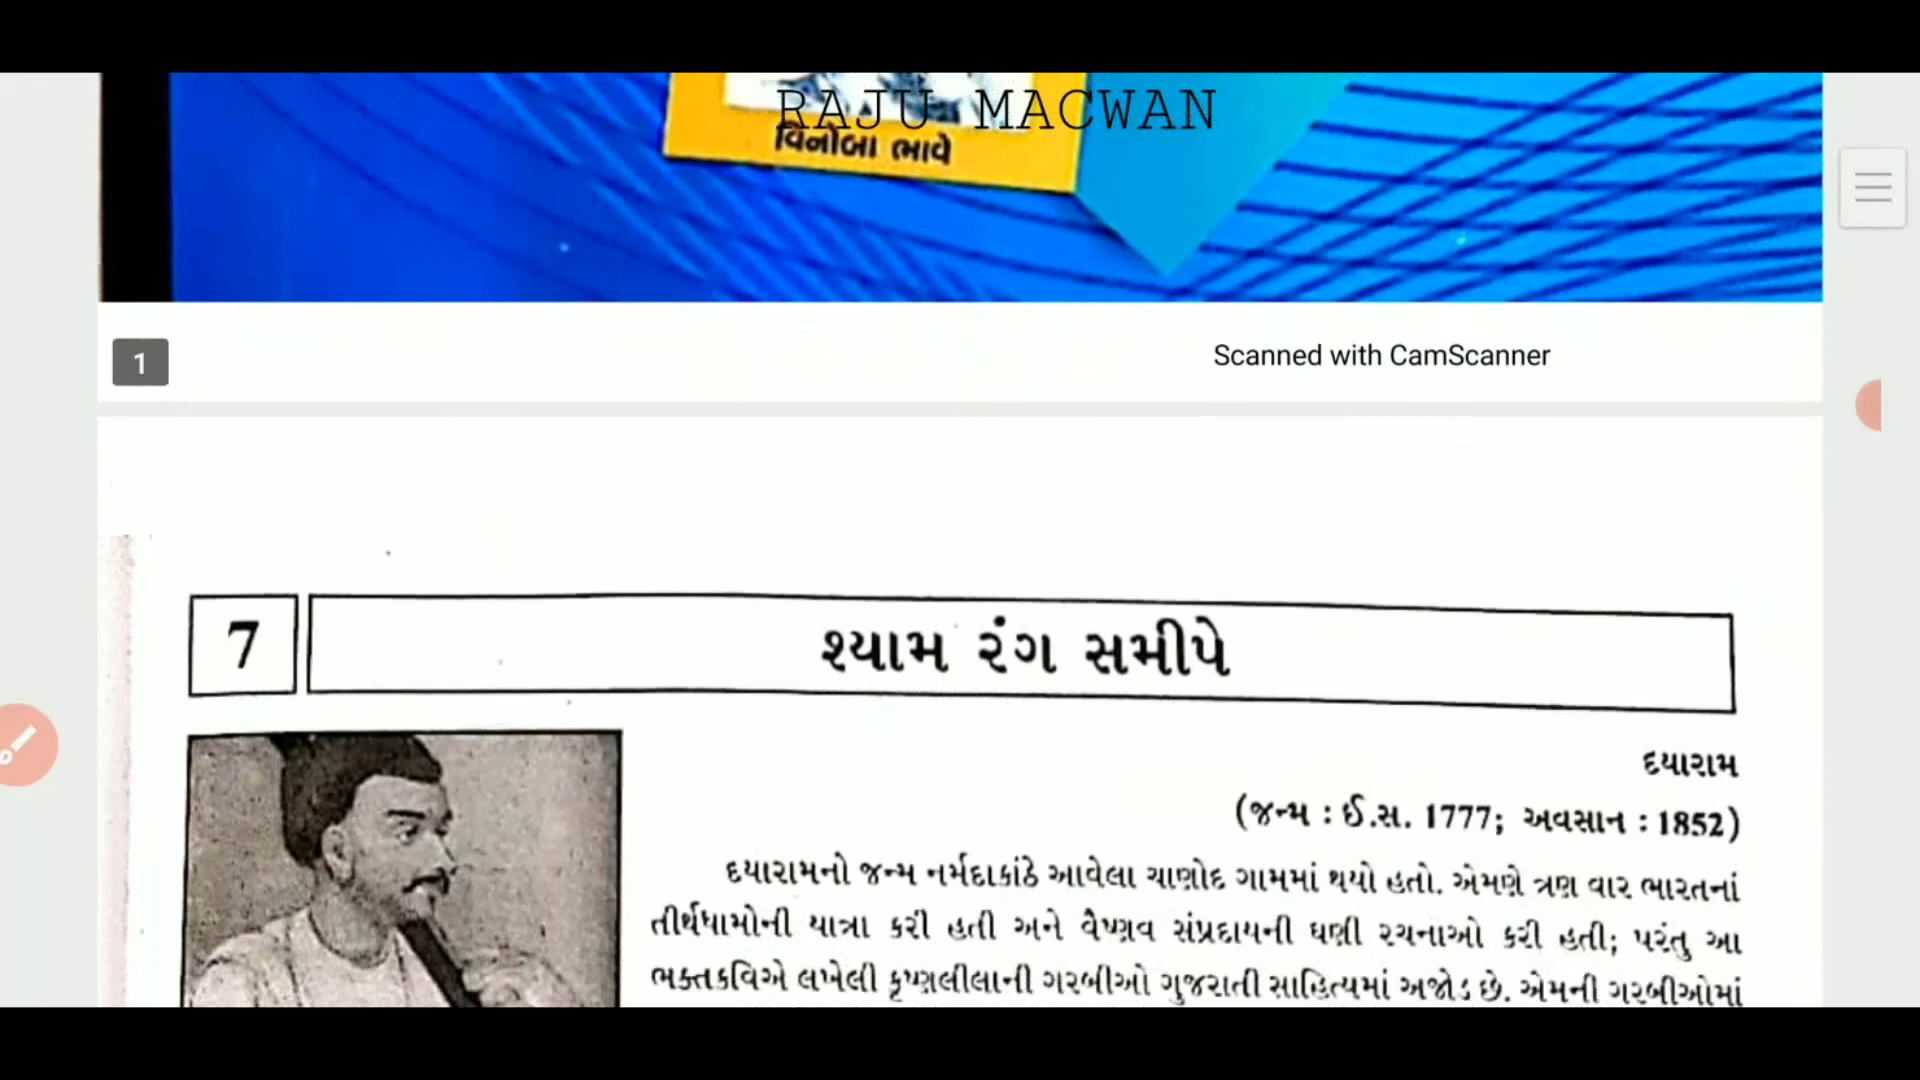 RAJU MACWAN
વિનોબા ભાવે
1
Scanned with CamScanner
7
શ્યામ રંગ સમીપે
દયારામ
(જન્મ : ઈ.સ. 1777; અવસાન : 1852)
દયારામનો જન્મ નર્મદાકાંઠે આવેલા ચાણોદ ગામમાં થયો હતો. એમણે ત્રણ વાર ભારતનાં
તીર્થધામોની યાત્રા કરી હતી અને વૈષ્ણવ સંપ્રદાયની ઘણી રચનાઓ કરી હતી; પરંતુ આ
ભક્તકવિએ લખેલી કૃષ્ણલીલાની ગરબીઓ ગુજરાતી સાહિત્યમાં અજોડ છે. એમની ગરબીઓમાં